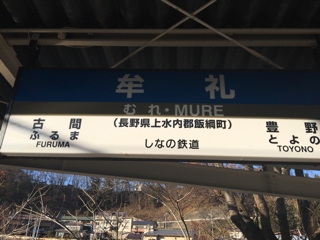 牟礼
むれ・MURE
(長野県上水内郡飯綱町)
古間
ふるま
FURUMA
しなの鉄道
豊野
とよの
TOYONO